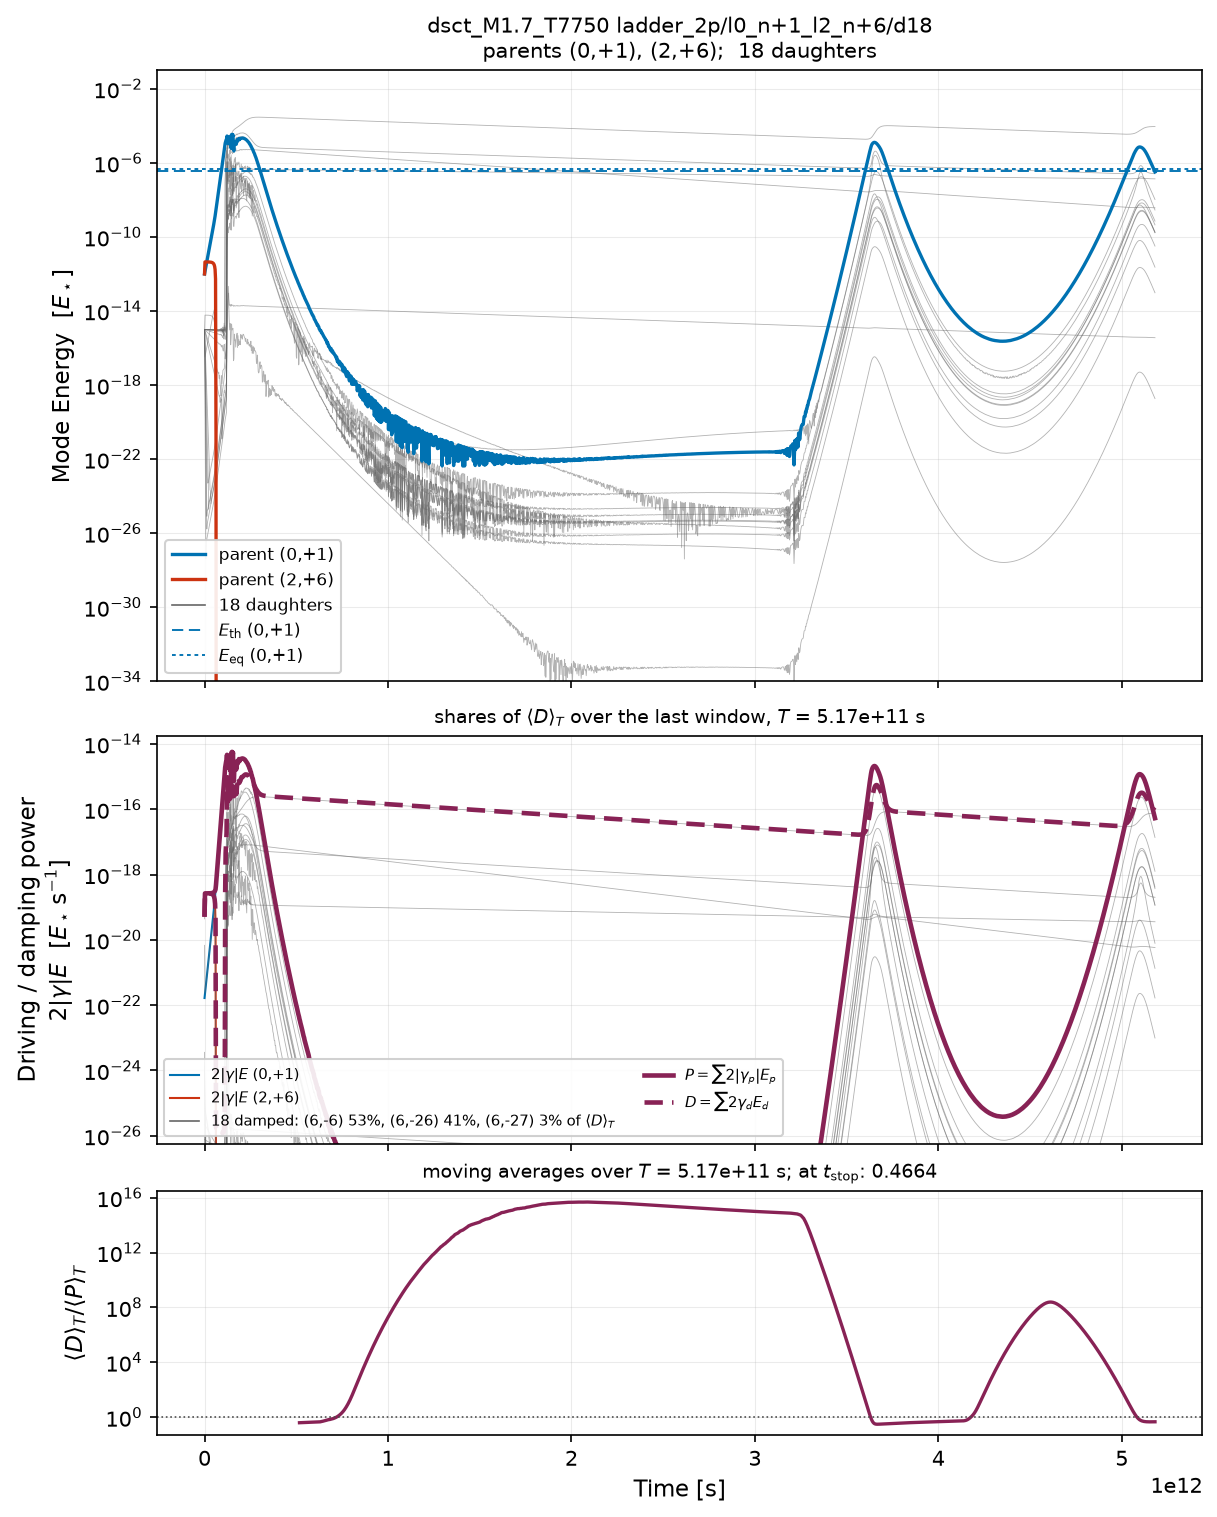 dsct_M1.7_T7750 ladder_2p/l0_n+1_l2_n+6/d18
parents (0,+1), (2,+6);  18 daughters
Mode Energy  [E⋆]
10⁻²
10⁻⁶
10⁻¹⁰
10⁻¹⁴
10⁻¹⁸
10⁻²²
10⁻²⁶
10⁻³⁰
10⁻³⁴
parent (0,+1)
parent (2,+6)
18 daughters
E_th (0,+1)
E_eq (0,+1)
shares of ⟨D⟩_T over the last window, T = 5.17e+11 s
Driving / damping power
2|γ|E  [E⋆ s⁻¹]
10⁻¹⁴
10⁻¹⁶
10⁻¹⁸
10⁻²⁰
10⁻²²
10⁻²⁴
10⁻²⁶
2|γ|E (0,+1)
2|γ|E (2,+6)
18 damped: (6,-6) 53%, (6,-26) 41%, (6,-27) 3% of ⟨D⟩_T
P = ∑2|γ_p|E_p
D = ∑2γ_dE_d
moving averages over T = 5.17e+11 s; at t_stop: 0.4664
⟨D⟩_T/⟨P⟩_T
10¹⁶
10¹²
10⁸
10⁴
10⁰
0 1 2 3 4 5
1e12
Time [s]